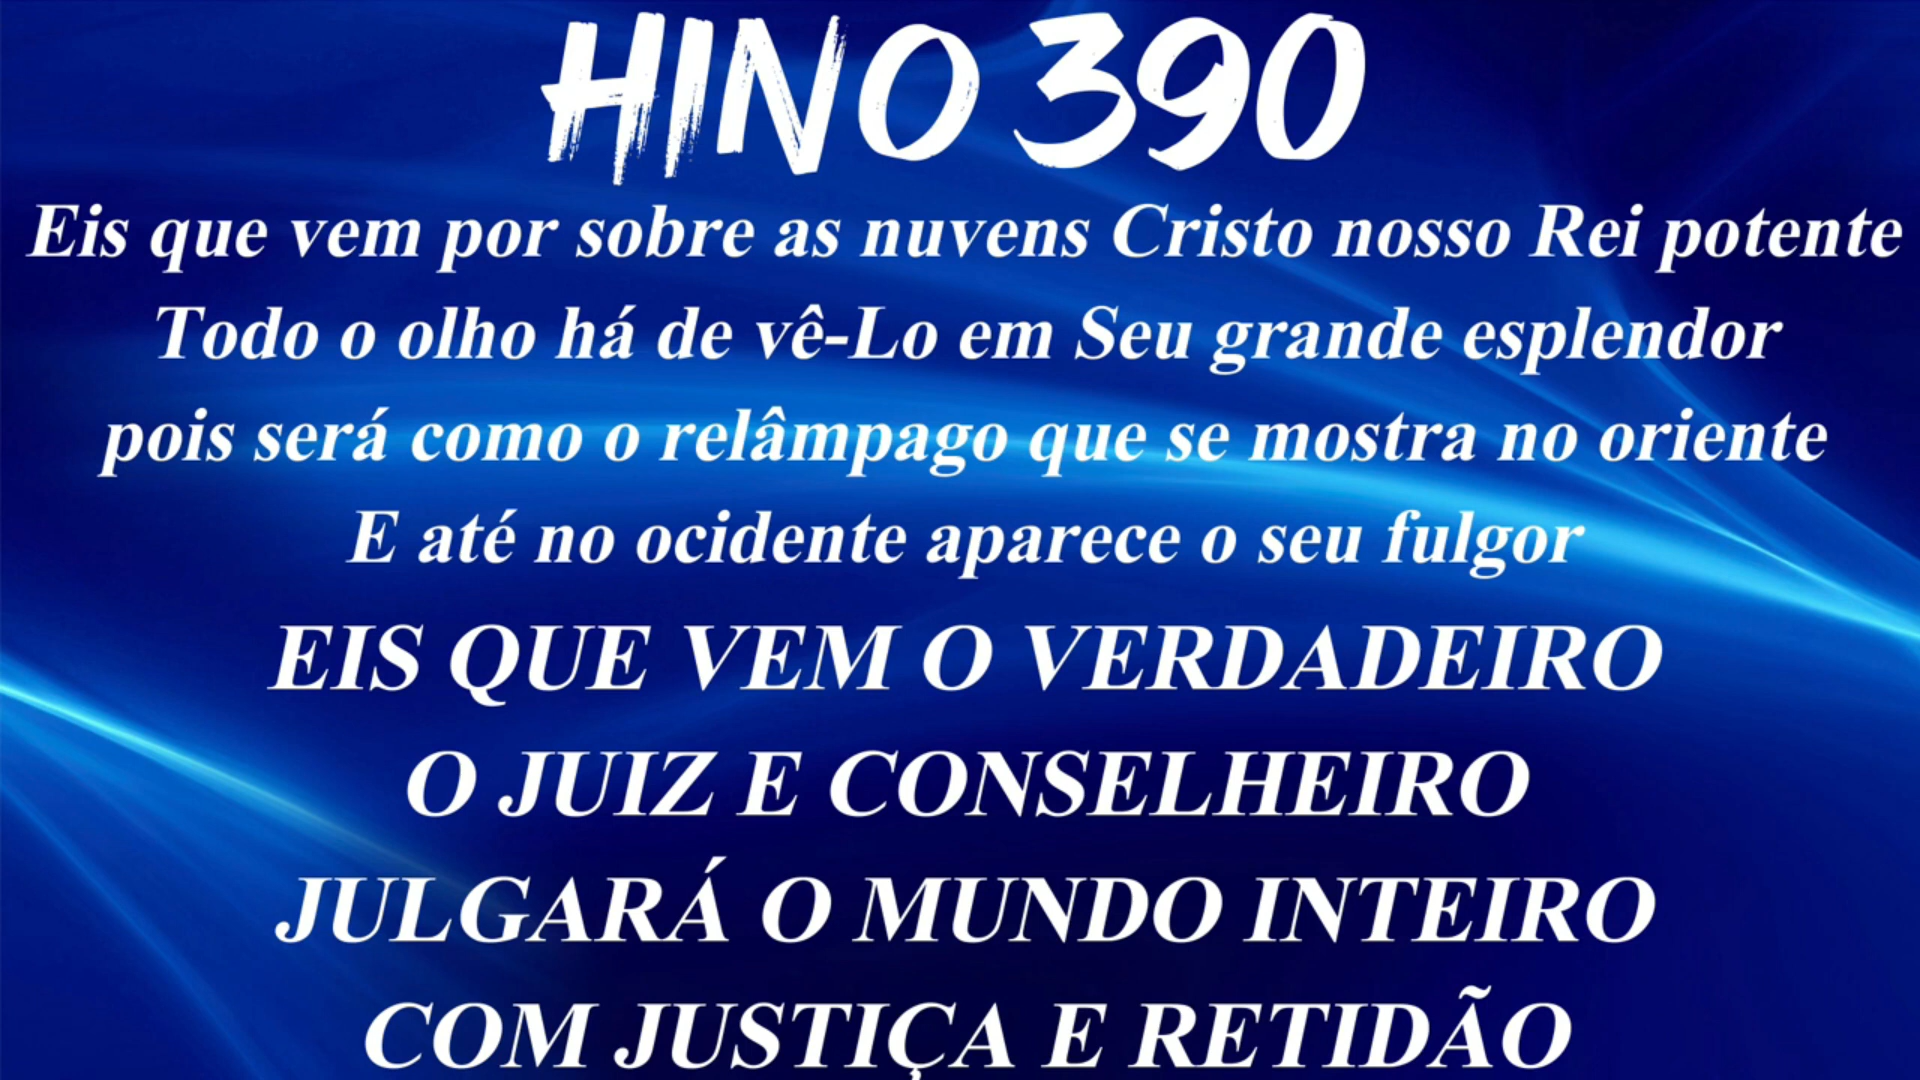 HINO 390
Eis que vem por sobre as nuvens Cristo nosso Rei potente
Todo o olho há de vê-Lo em Seu grande esplendor
pois será como o relâmpago que se mostra no oriente
E até no ocidente aparece o seu fulgor
EIS QUE VEM O VERDADEIRO
O JUIZ E CONSELHEIRO
JULGARÁ O MUNDO INTEIRO
COM JUSTIÇA E RETIDÃO